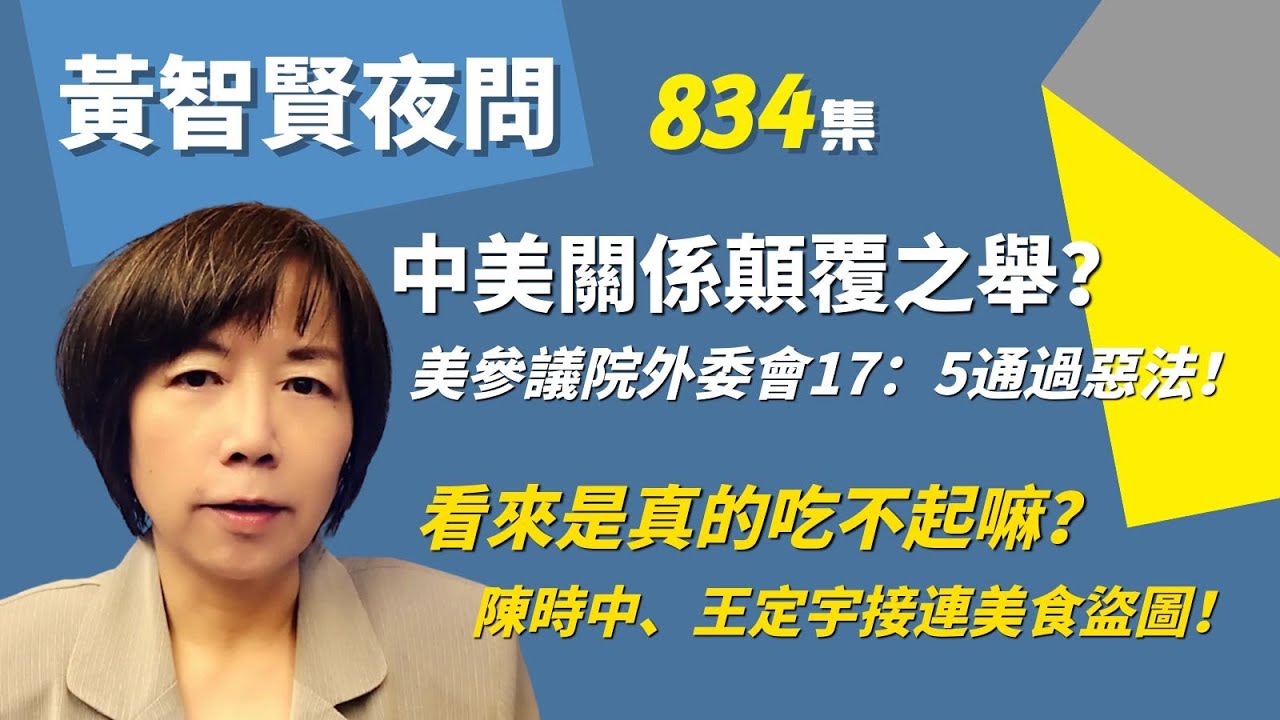 黃智賢夜問
834集
中美關係顛覆之舉?
美參議院外委會17：5通過惡法!
看來是真的吃不起嘛?
陳時中、王定宇接連美食盜圖!